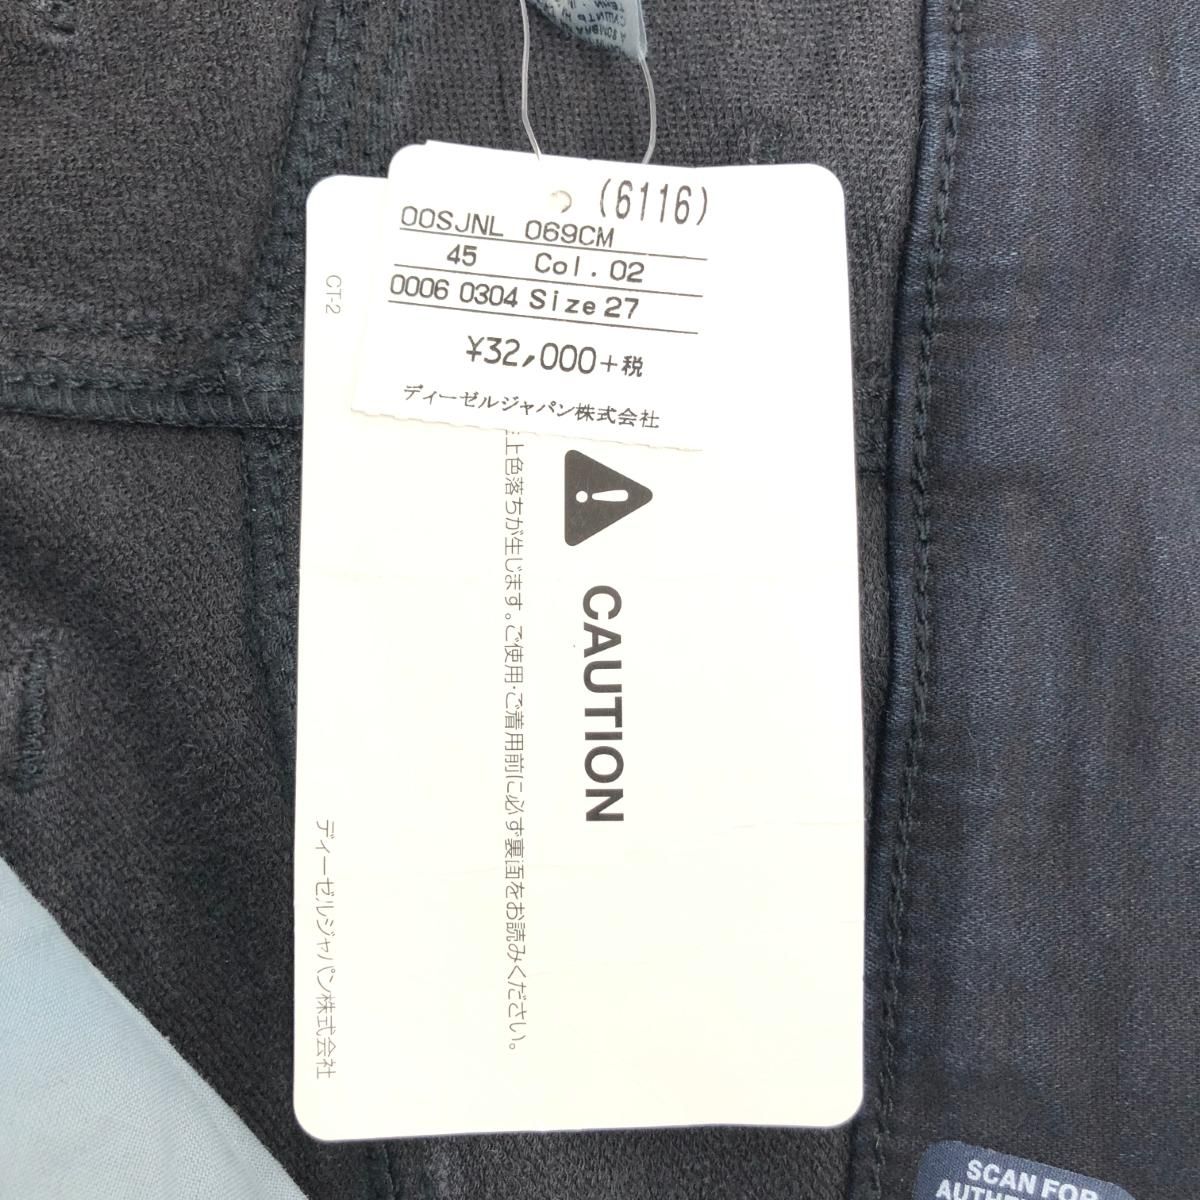 (6116)
00SJNL 069CM
45 Col.02
0006 0304 Size 27
¥32,000+税
ディーゼルジャパン株式会社
CT-2
CAUTION
上色落ちが生じます。ご使用・ご着用前に必ず裏面をお読みください。
ディーゼルジャパン株式会社
SCAN FOR